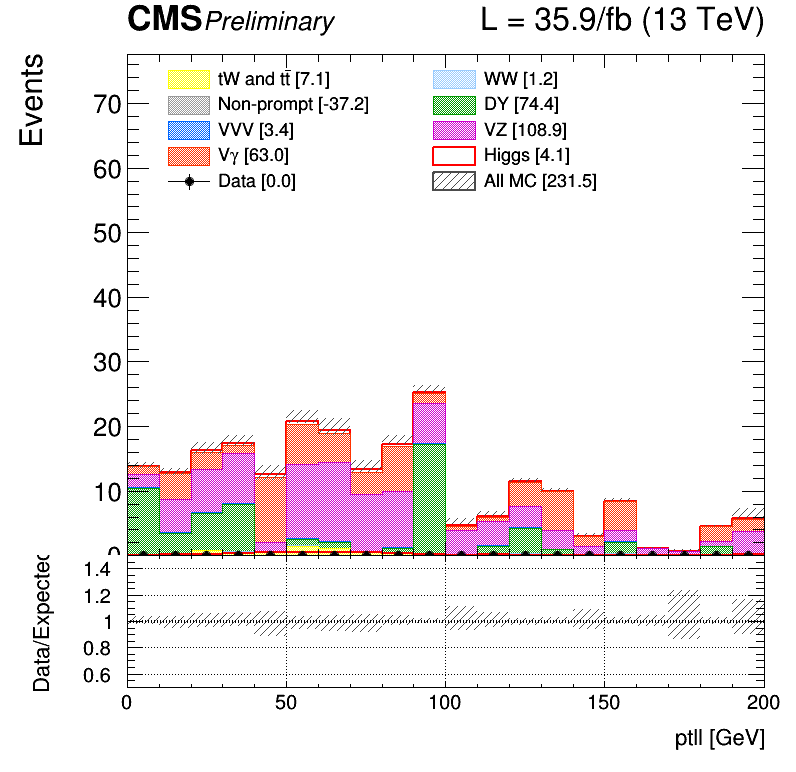 CMS Preliminary L = 35.9/fb (13 TeV)
Events
tW and tt̄ [7.1]
Non-prompt [-37.2]
VVV [3.4]
Vγ [63.0]
Data [0.0]
WW [1.2]
DY [74.4]
VZ [108.9]
Higgs [4.1]
All MC [231.5]
70
60
50
40
30
20
10
0
Data/Expected
1.4
1.2
1
0.8
0.6
0 50 100 150 200
ptll [GeV]